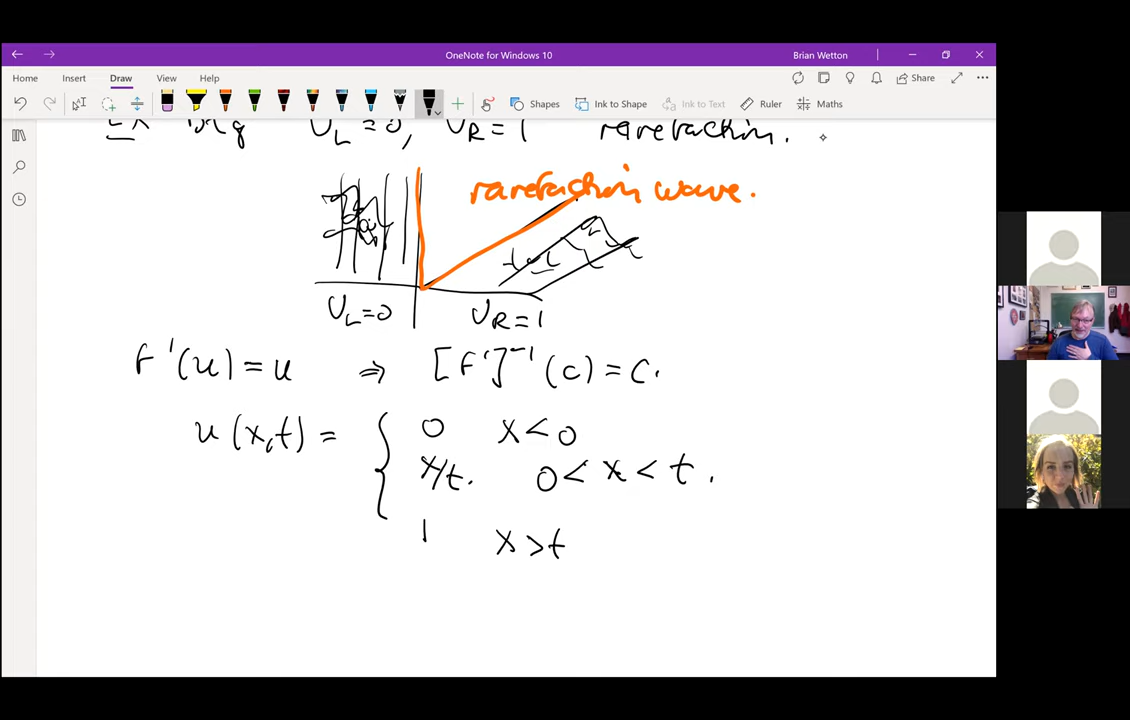 OneNote for Windows 10
Brian Wetton
Home Insert Draw View Help
Share
Shapes Ink to Shape Ink to Text Ruler Maths
Ex U_L=0, U_R=1 rarefaction.
rarefaction wave.
U_L=0 U_R=1
f'(u)=u ⇒ [f']^{-1}(c)=c.
u(x,t)= { 0 x<0
x/t. 0<x<t.
1 x>t